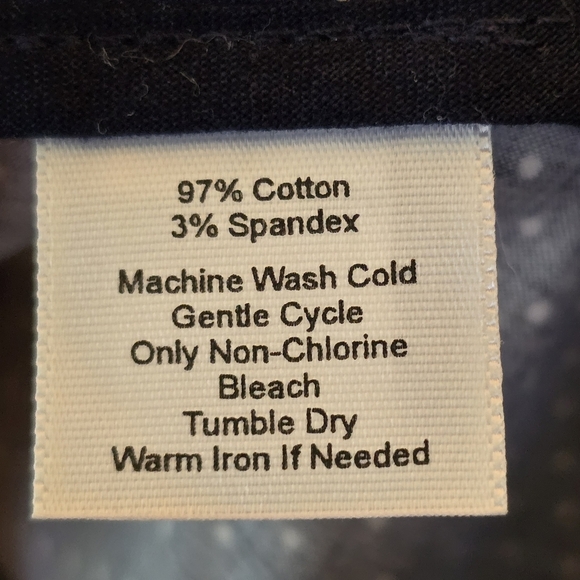 97% Cotton
3% Spandex
Machine Wash Cold
Gentle Cycle
Only Non-Chlorine
Bleach
Tumble Dry
Warm Iron If Needed